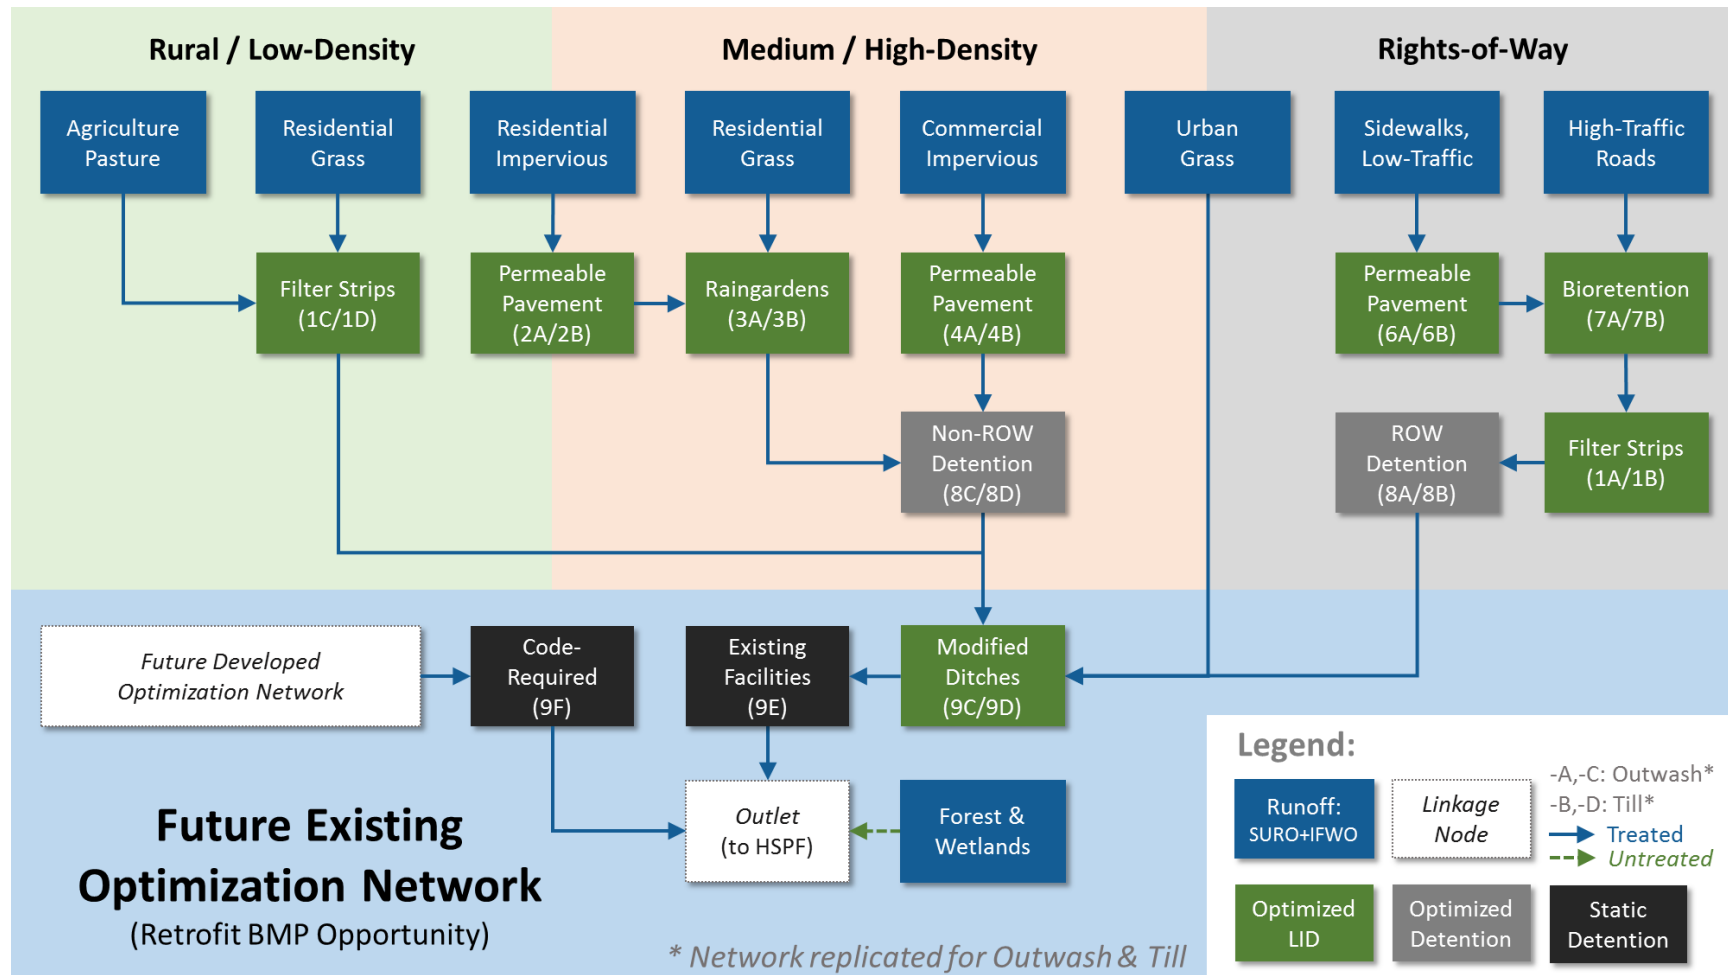 Rural / Low-Density
Medium / High-Density
Rights-of-Way
Agriculture
Pasture
Residential
Grass
Residential
Impervious
Residential
Grass
Commercial
Impervious
Urban
Grass
Sidewalks,
Low-Traffic
High-Traffic
Roads
Filter Strips
(1C/1D)
Permeable
Pavement
(2A/2B)
Raingardens
(3A/3B)
Permeable
Pavement
(4A/4B)
Permeable
Pavement
(6A/6B)
Bioretention
(7A/7B)
Non-ROW
Detention
(8C/8D)
ROW
Detention
(8A/8B)
Filter Strips
(1A/1B)
Future Developed
Optimization Network
Code-
Required
(9F)
Existing
Facilities
(9E)
Modified
Ditches
(9C/9D)
Outlet
(to HSPF)
Forest &
Wetlands
Future Existing
Optimization Network
(Retrofit BMP Opportunity)
* Network replicated for Outwash & Till
Legend:
Runoff:
SURO+IFWO
Linkage
Node
-A,-C: Outwash*
-B,-D: Till*
Treated
Untreated
Optimized
LID
Optimized
Detention
Static
Detention